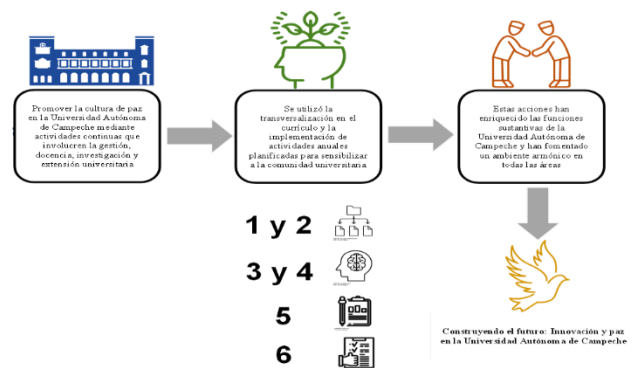 Promover la cultura de paz
en la Universidad Autónoma
de Campeche mediante
actividades continuas que
involucren la gestión,
docencia, investigación y
extensión universitaria
Se utilizó la
transversalización en el
currículo y la
implementación de
actividades anuales
planificadas para sensibilizar
a la comunidad universitaria
Estas acciones han
enriquecido las funciones
sustantivas de la
Universidad Autónoma de
Campeche y han fomentado
un ambiente armónico en
todas las áreas
1 y 2
3 y 4
5
6
Construyendo el futuro: Innovación y paz
en la Universidad Autónoma de Campeche